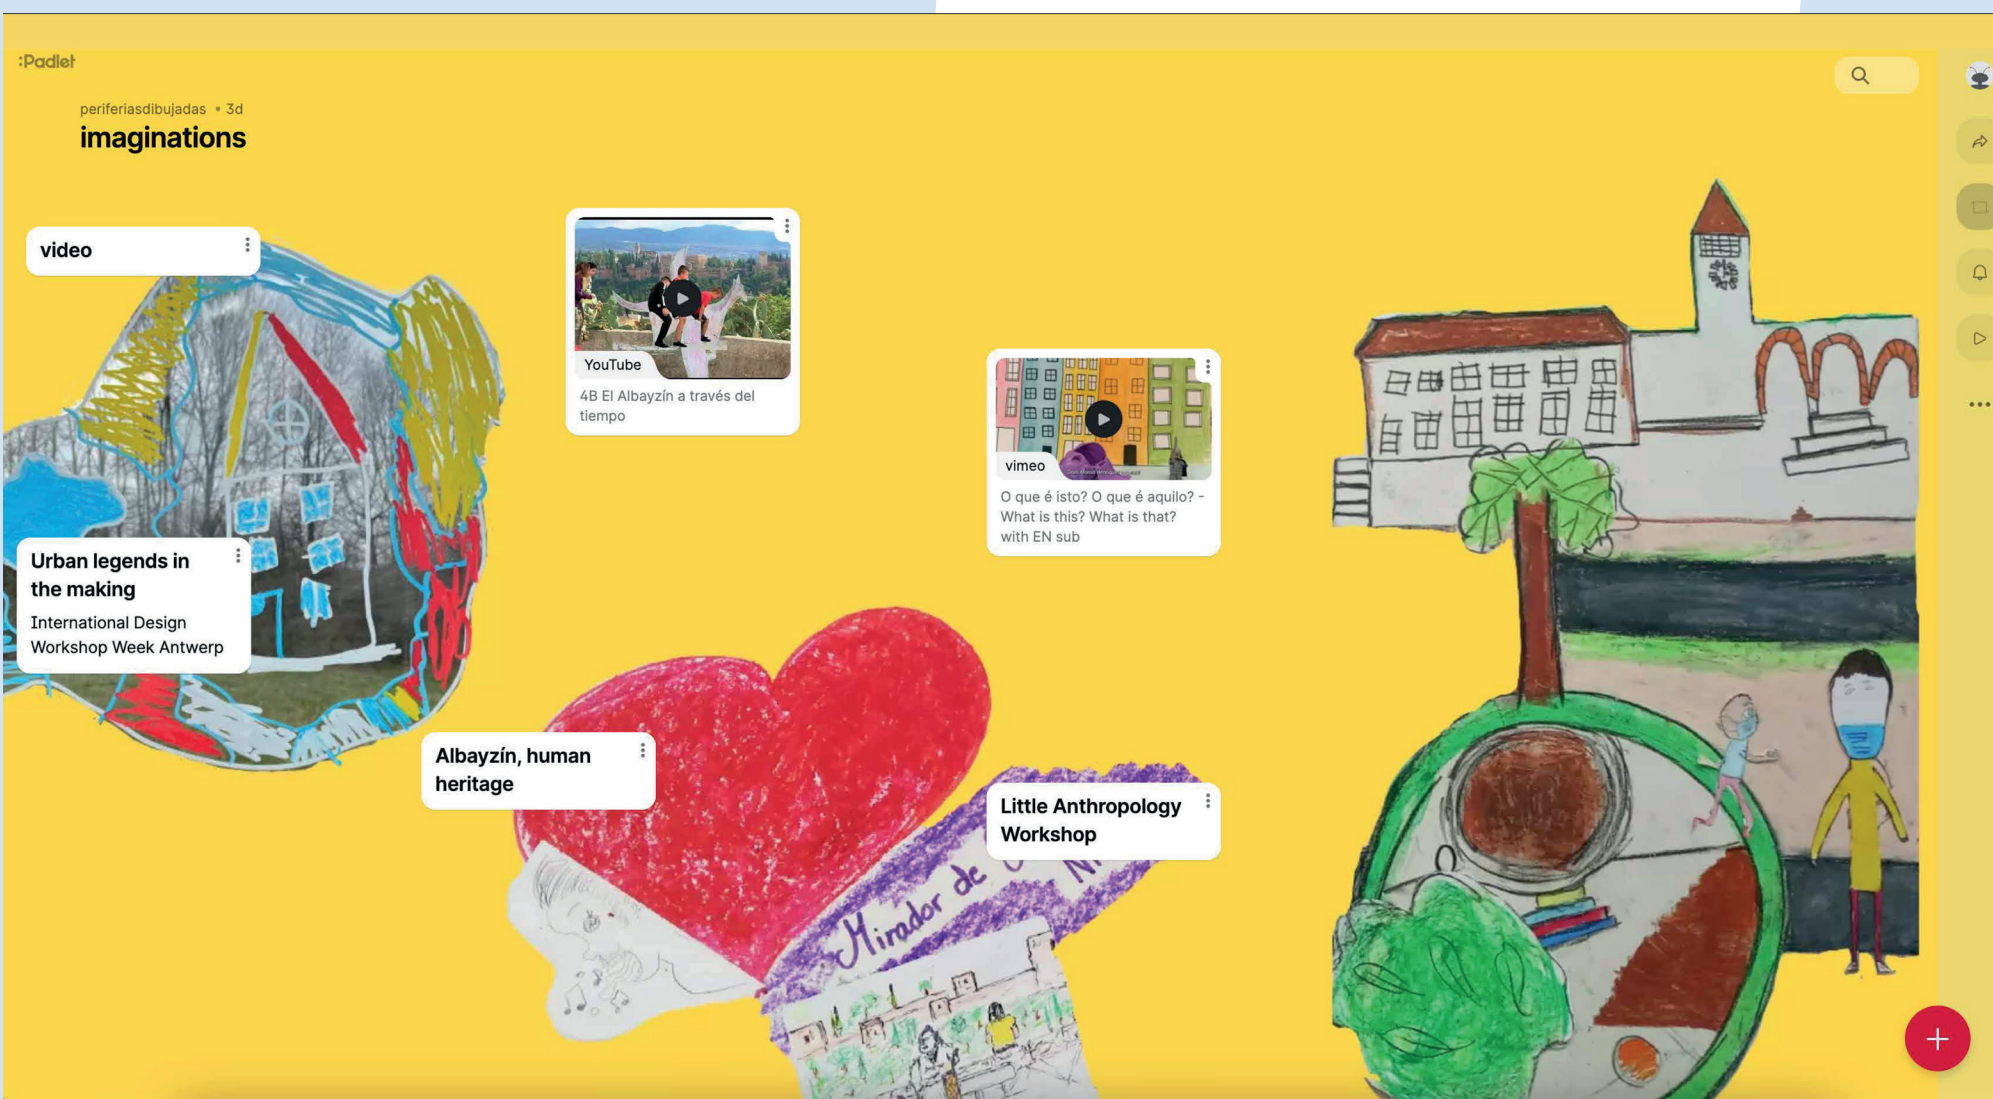 :Padlet
periferiasdibujadas • 3d
imaginations
video
YouTube
4B El Albayzín a través del
tiempo
vimeo
O que é isto? O que é aquilo? -
What is this? What is that?
with EN sub
Urban legends in
the making
International Design
Workshop Week Antwerp
Albayzín, human
heritage
Little Anthropology
Workshop
Mirador de